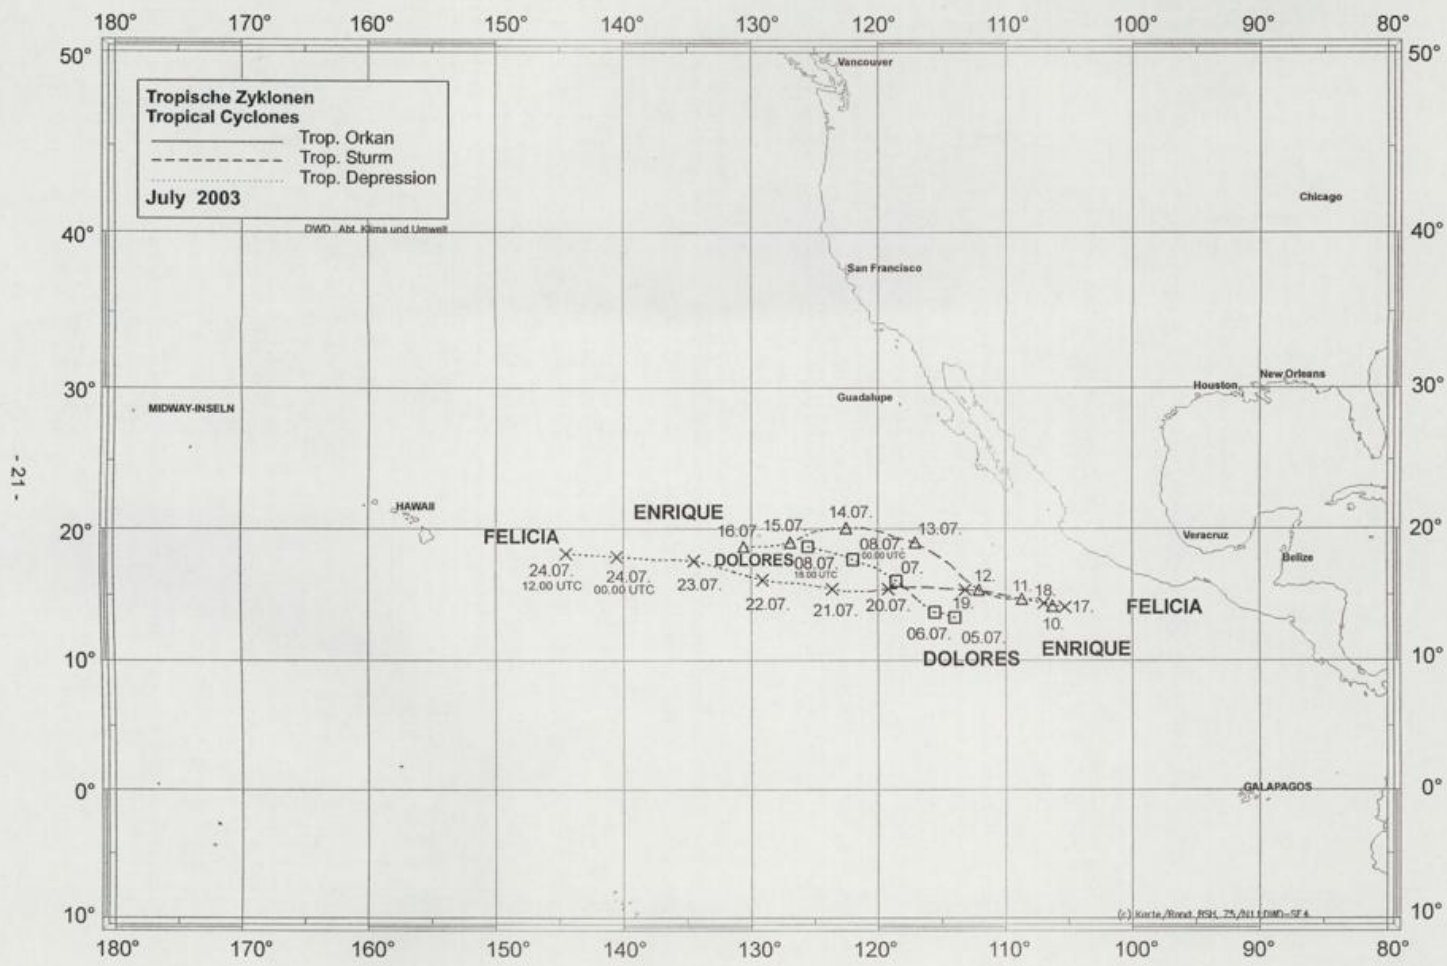 180° 170° 160° 150° 140° 130° 120° 110° 100° 90° 80°
50° 50°
Vancouver
Tropische Zyklonen
Tropical Cyclones
Trop. Orkan
Trop. Sturm
Trop. Depression
July 2003
DWD Abt. Klima und Umwelt
Chicago
40° 40°
San Francisco
30° 30°
New Orleans
Houston
Guadalupe
MIDWAY-INSELN
- 21 -
HAWAII
ENRIQUE
14.07.
20° 20°
16.07. 15.07. 13.07.
FELICIA
Veracruz
08.07.
00.00 UTC
Belize
DOLORES
08.07.
18.00 UTC
07.
24.07.
12.00 UTC
24.07.
00.00 UTC
23.07.
22.07.
21.07.
20.07.
19.
12.
11.
18.
17.
10.
FELICIA
06.07.
05.07.
ENRIQUE
DOLORES
10° 10°
0° 0°
GALAPAGOS
10° 10°
180° 170° 160° 150° 140° 130° 120° 110° 100° 90° 80°